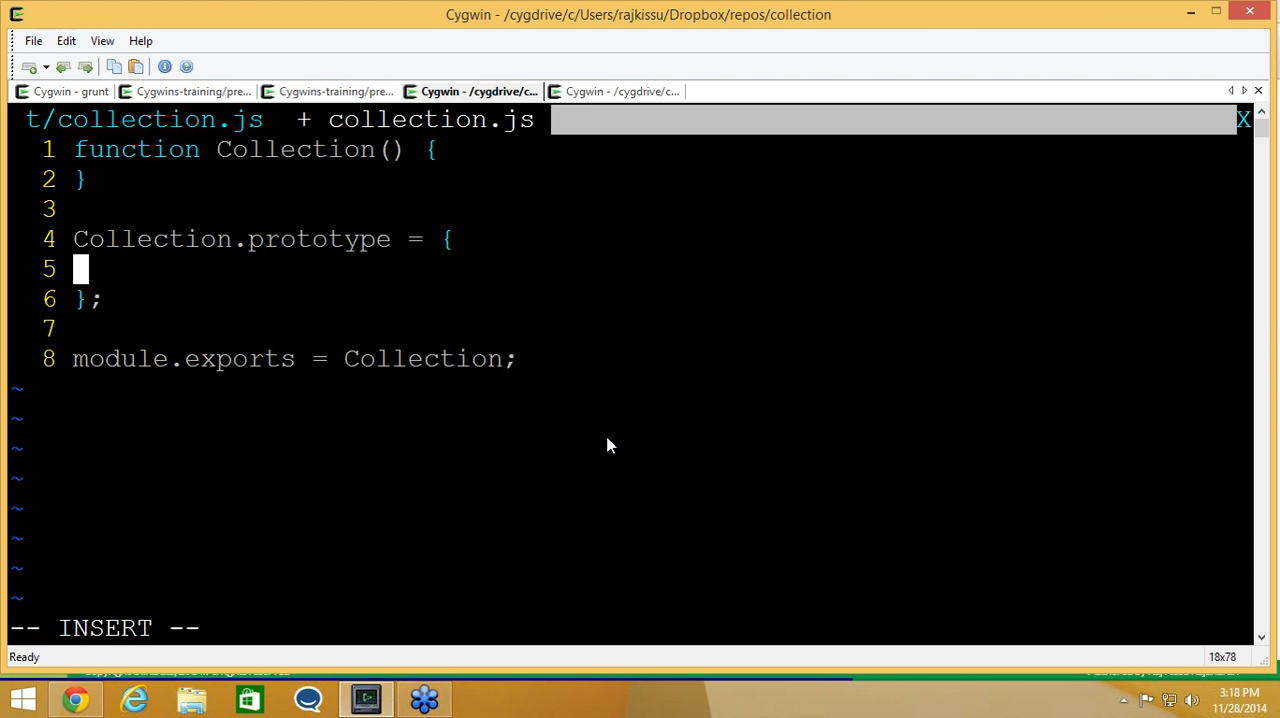 Cygwin - /cygdrive/c/Users/rajkissu/Dropbox/repos/collection
File Edit View Help
Cygwin - grunt Cygwins-training/pre... Cygwins-training/pre... Cygwin - /cygdrive/c... Cygwin - /cygdrive/c...
t/collection.js + collection.js X
1 function Collection() {
2 }
3
4 Collection.prototype = {
5
6 };
7
8 module.exports = Collection;
~
~
~
~
~
~
~
~
-- INSERT --
Ready 18x78
3:18 PM
11/28/2014